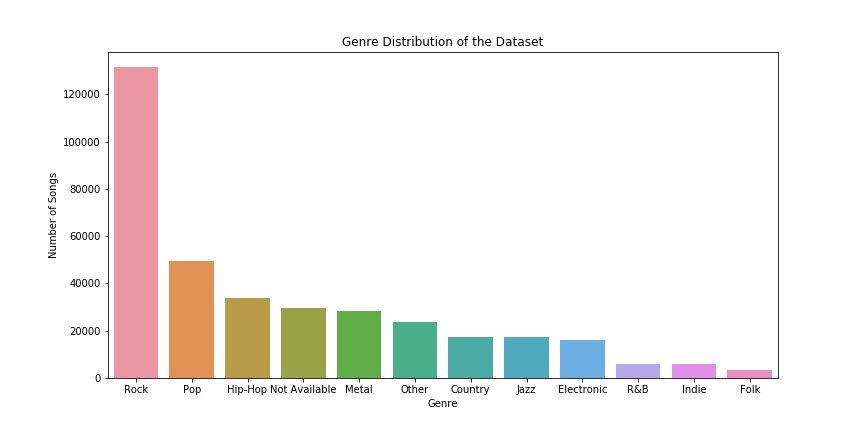 Genre Distribution of the Dataset
Number of Songs
120000
100000
80000
60000
40000
20000
0
Rock Pop Hip-Hop Not Available Metal Other Country Jazz Electronic R&B Indie Folk
Genre